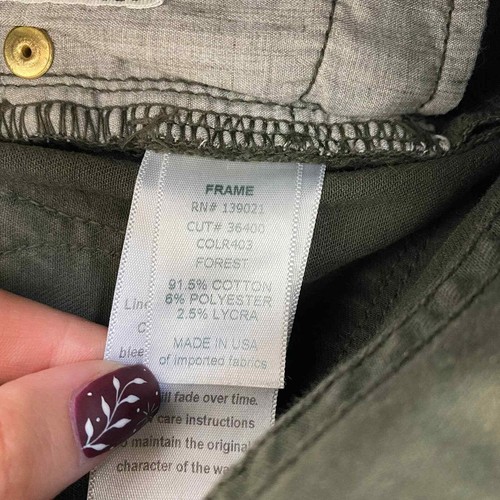 FRAME
RN# 139021
CUT# 36400
COLR403
FOREST
91.5% COTTON
6% POLYESTER
2.5% LYCRA
MADE IN USA
of imported fabrics
fade over time.
care instructions
maintain the original
character of the